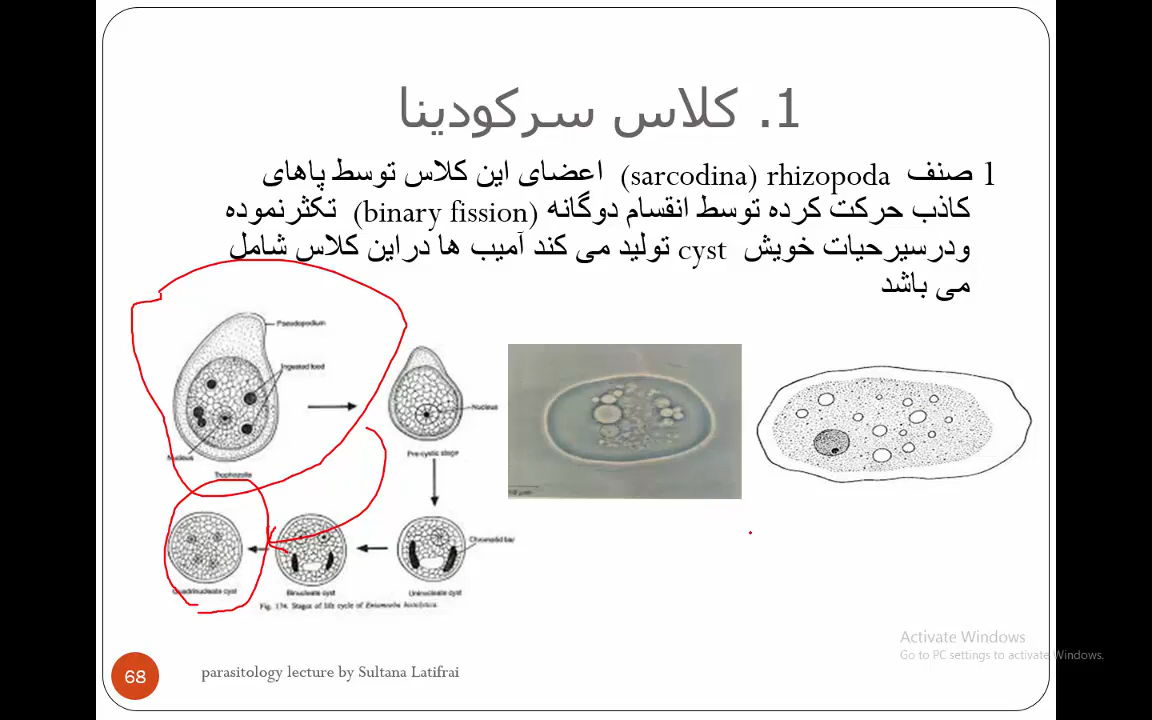 1. کلاس سرکودینا
1 صنف rhizopoda (sarcodina) اعضای این کلاس توسط پاهای
کاذب حرکت کرده توسط انقسام دوگانه (binary fission) تکثرنموده
ودرسیرحیات خویش cyst تولید می کند آمیب ها دراین کلاس شامل
می باشد
Pseudopodium
Ingested food
Nucleus
Trophozoite
Nucleus
Pre-cystic stage
Chromatid bar
Quadrinucleate cyst
Binucleate cyst
Uninucleate cyst
Fig. 174. Stages of life cycle of Entamoeba histolytica.
68
parasitology lecture by Sultana Latifrai
Activate Windows
Go to PC settings to activate Windows.